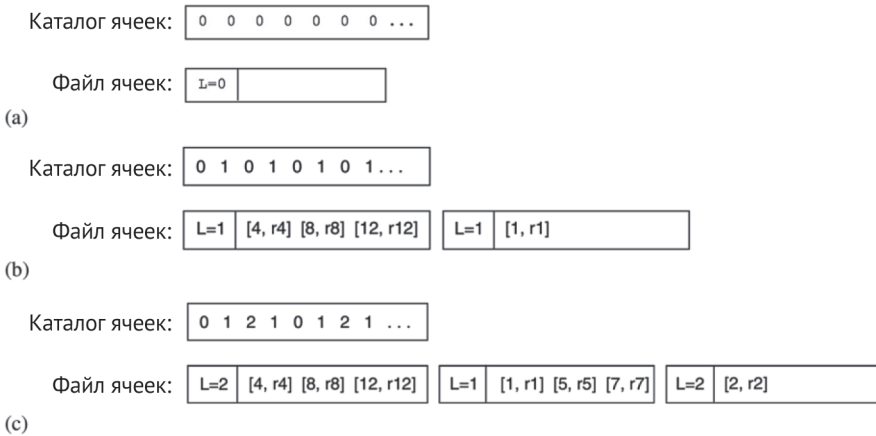 Каталог ячеек: 0 0 0 0 0 0 0 ...
Файл ячеек: L=0
(a)
Каталог ячеек: 0 1 0 1 0 1 0 1 ...
Файл ячеек: L=1 [4, r4] [8, r8] [12, r12] L=1 [1, r1]
(b)
Каталог ячеек: 0 1 2 1 0 1 2 1 ...
Файл ячеек: L=2 [4, r4] [8, r8] [12, r12] L=1 [1, r1] [5, r5] [7, r7] L=2 [2, r2]
(c)